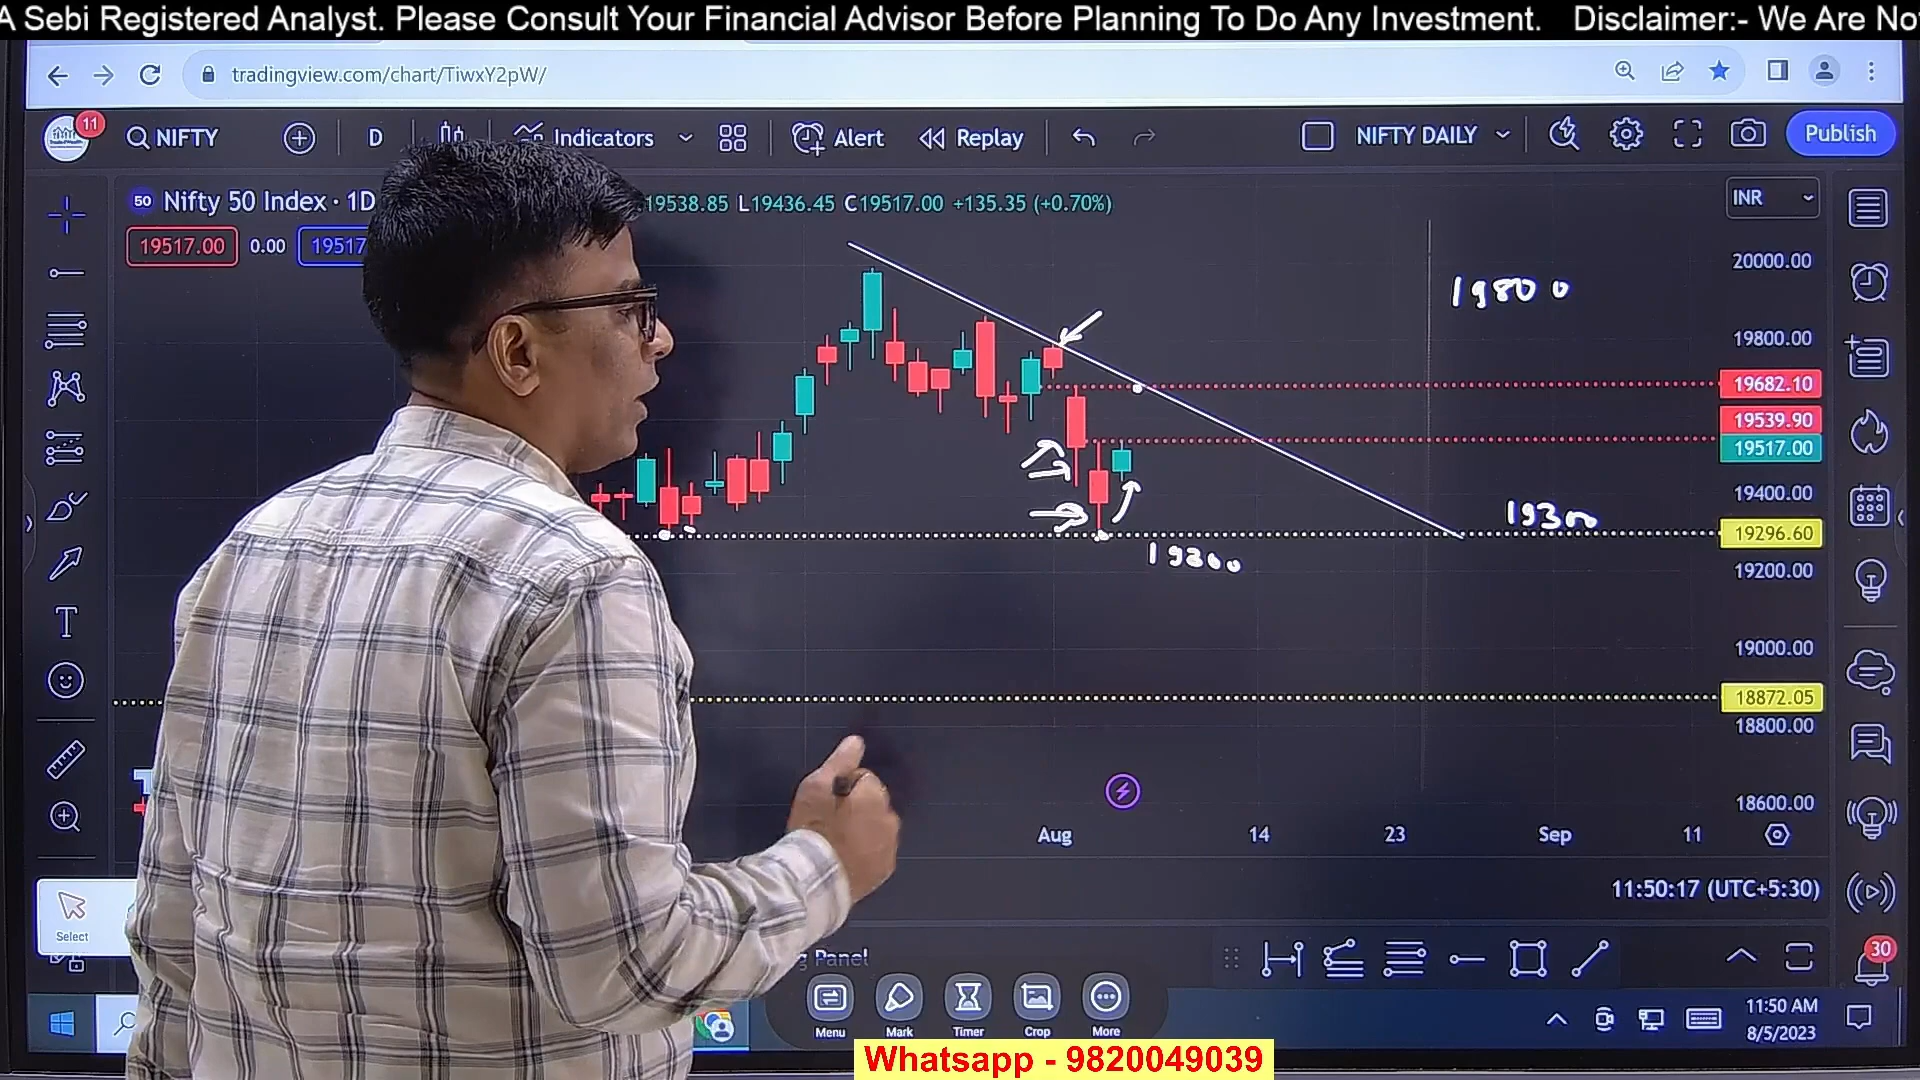 A Sebi Registered Analyst. Please Consult Your Financial Advisor Before Planning To Do Any Investment. Disclaimer:- We Are No
tradingview.com/chart/TiwxY2pW/
11
NIFTY
D
Indicators
Alert
Replay
NIFTY DAILY
Publish
50 Nifty 50 Index · 1D
19538.85 L19436.45 C19517.00 +135.35 (+0.70%)
INR
19517.00 0.00 19517
20000.00
19800
19800.00
19682.10
19539.90
19517.00
19400.00
19300
19296.60
19300
19200.00
19000.00
18872.05
18800.00
18600.00
Aug 14 23 Sep 11
11:50:17 (UTC+5:30)
Select
Panel
30
Menu Mark Timer Crop More
11:50 AM
8/5/2023
Whatsapp - 9820049039